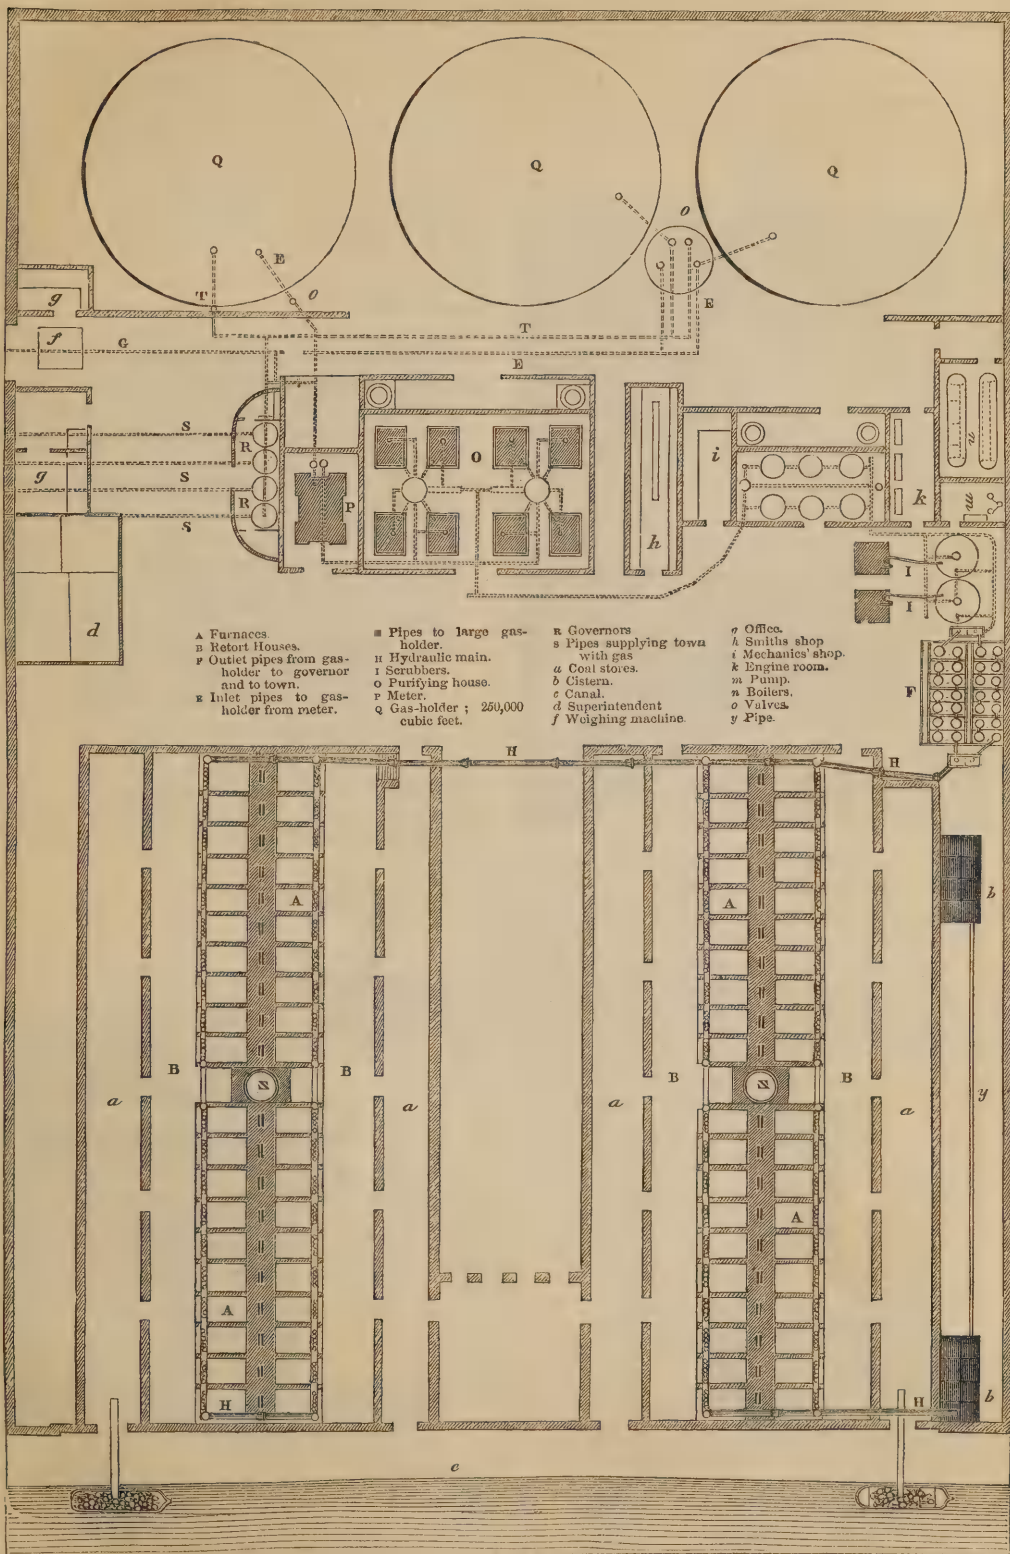 Q
Q
Q
o
E
g
T
o
E
f
G
T
E
S
R
g
S
R
S
P
O
h
i
k
n
m
I
I
d
F
A Furnaces.
B Retort Houses.
F Outlet pipes from gas-
holder to governor
and to town.
E Inlet pipes to gas-
holder from meter.
Pipes to large gas-
holder.
H Hydraulic main.
I Scrubbers.
O Purifying house.
P Meter.
Q Gas-holder ; 250,000
cubic feet.
R Governors
S Pipes supplying town
with gas
a Coal stores.
b Cistern.
c Canal.
d Superintendent
f Weighing machine.
g Office.
h Smiths shop
i Mechanics' shop.
k Engine room.
m Pump.
n Boilers.
o Valves.
y Pipe.
H
H
A
A
b
B
B
B
B
a
a
a
a
y
A
A
H
H
b
c